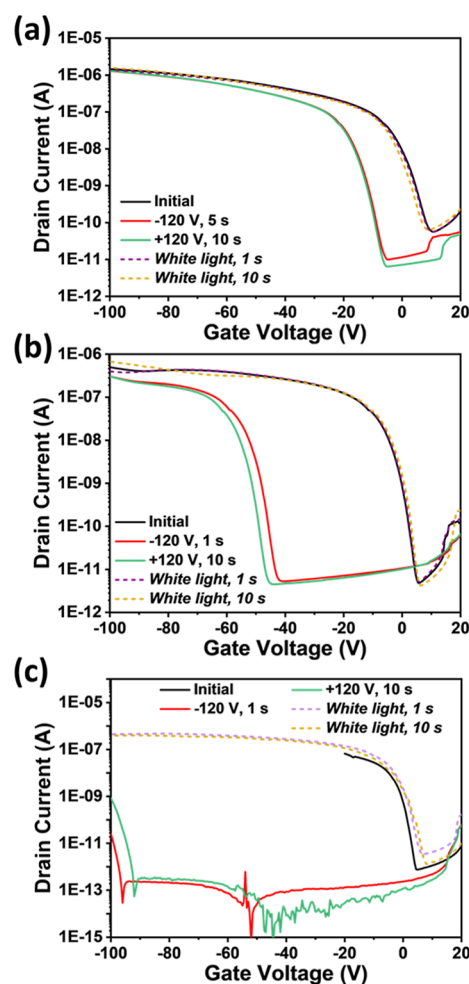 (a)
1E-05
1E-06
1E-07
1E-08
1E-09
1E-10
1E-11
1E-12
Drain Current (A)
Initial
-120 V, 5 s
+120 V, 10 s
White light, 1 s
White light, 10 s
-100 -80 -60 -40 -20 0 20
Gate Voltage (V)
(b)
1E-06
1E-07
1E-08
1E-09
1E-10
1E-11
1E-12
Drain Current (A)
Initial
-120 V, 1 s
+120 V, 10 s
White light, 1 s
White light, 10 s
-100 -80 -60 -40 -20 0 20
Gate Voltage (V)
(c)
1E-05
1E-07
1E-09
1E-11
1E-13
1E-15
Drain Current (A)
Initial +120 V, 10 s
-120 V, 1 s White light, 1 s
White light, 10 s
-100 -80 -60 -40 -20 0 20
Gate Voltage (V)